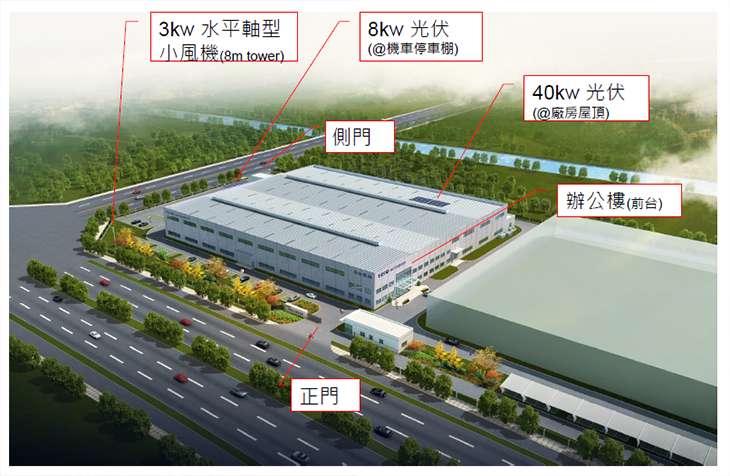 3kw 水平軸型
小風機(8m tower)
8kw 光伏
(@機車停車棚)
40kw 光伏
(@廠房屋頂)
側門
辦公樓(前台)
正門